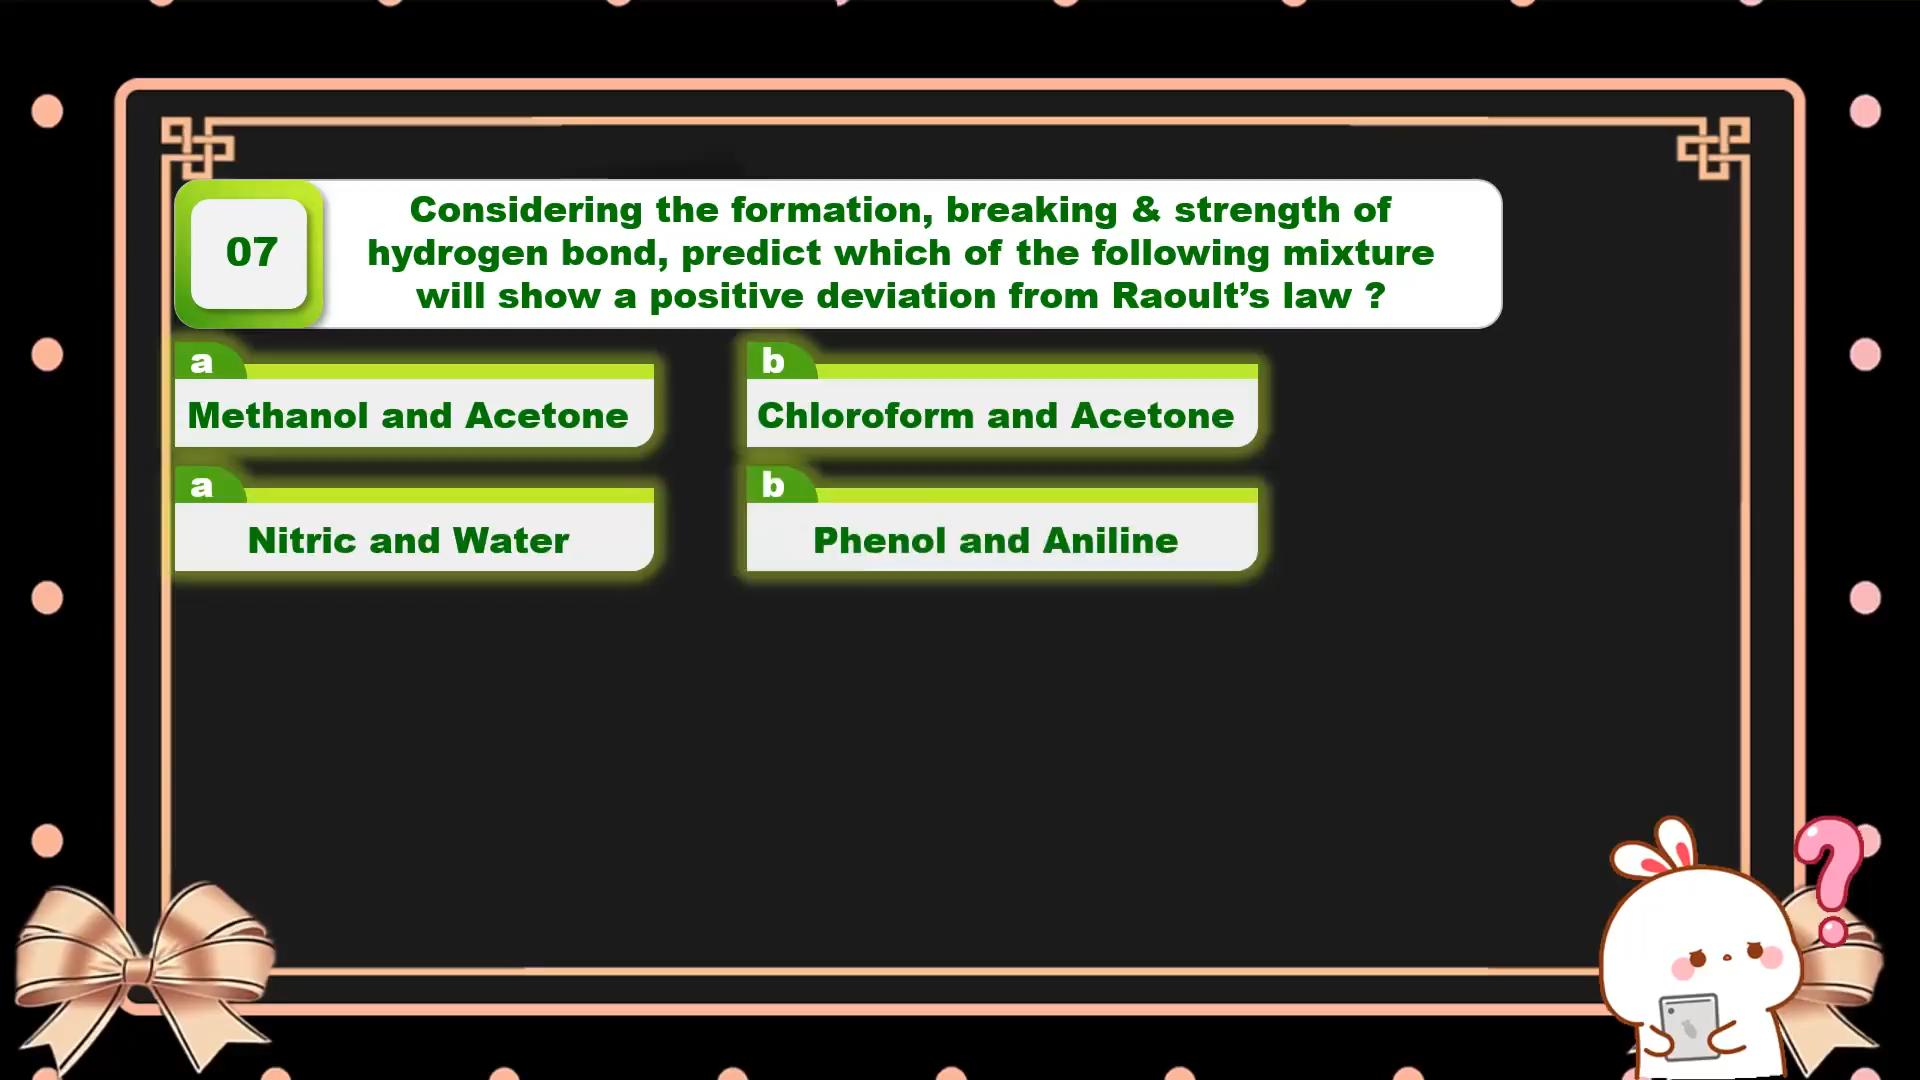 07
Considering the formation, breaking & strength of
hydrogen bond, predict which of the following mixture
will show a positive deviation from Raoult’s law ?
a
Methanol and Acetone
b
Chloroform and Acetone
a
Nitric and Water
b
Phenol and Aniline